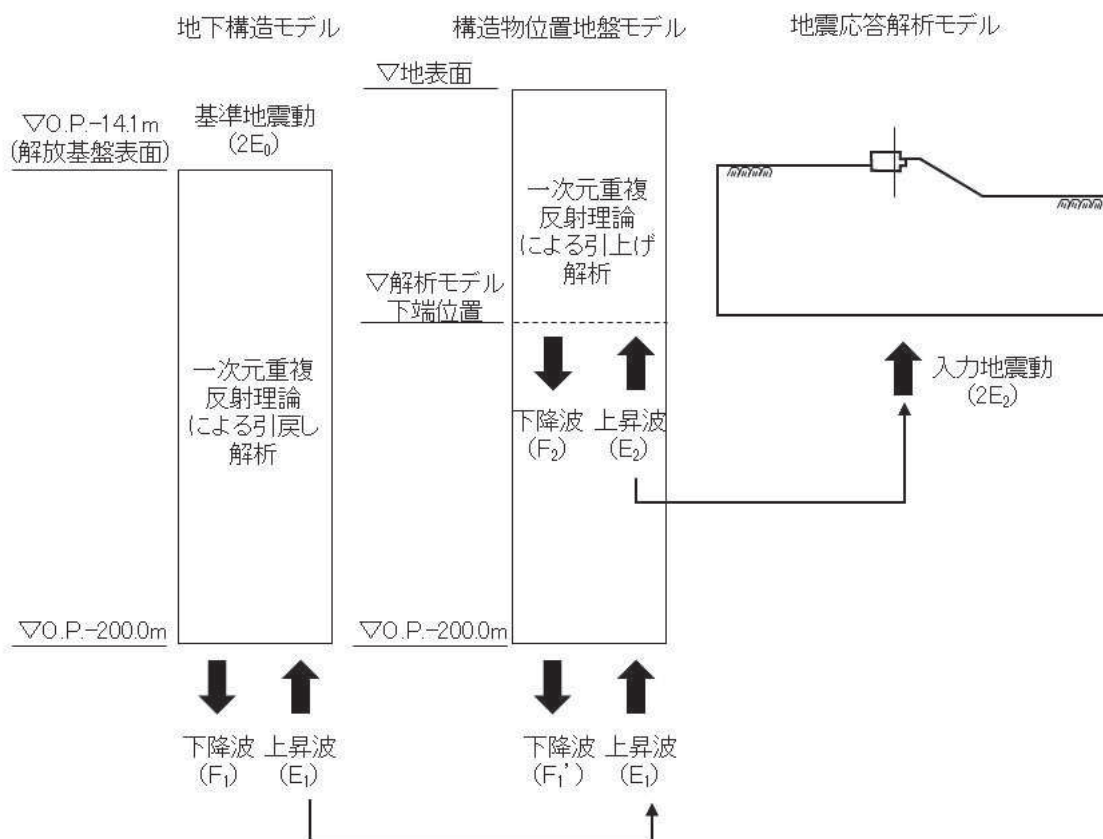 地下構造モデル
▽O.P.-14.1m
(解放基盤表面)
基準地震動
(2E₀)
一次元重複
反射理論
による引戻し
解析
▽O.P.-200.0m
下降波
(F₁)
上昇波
(E₁)
構造物位置地盤モデル
▽地表面
一次元重複
反射理論
による引上げ
解析
▽解析モデル
下端位置
下降波
(F₂)
上昇波
(E₂)
▽O.P.-200.0m
下降波
(F₁')
上昇波
(E₁)
地震応答解析モデル
入力地震動
(2E₂)